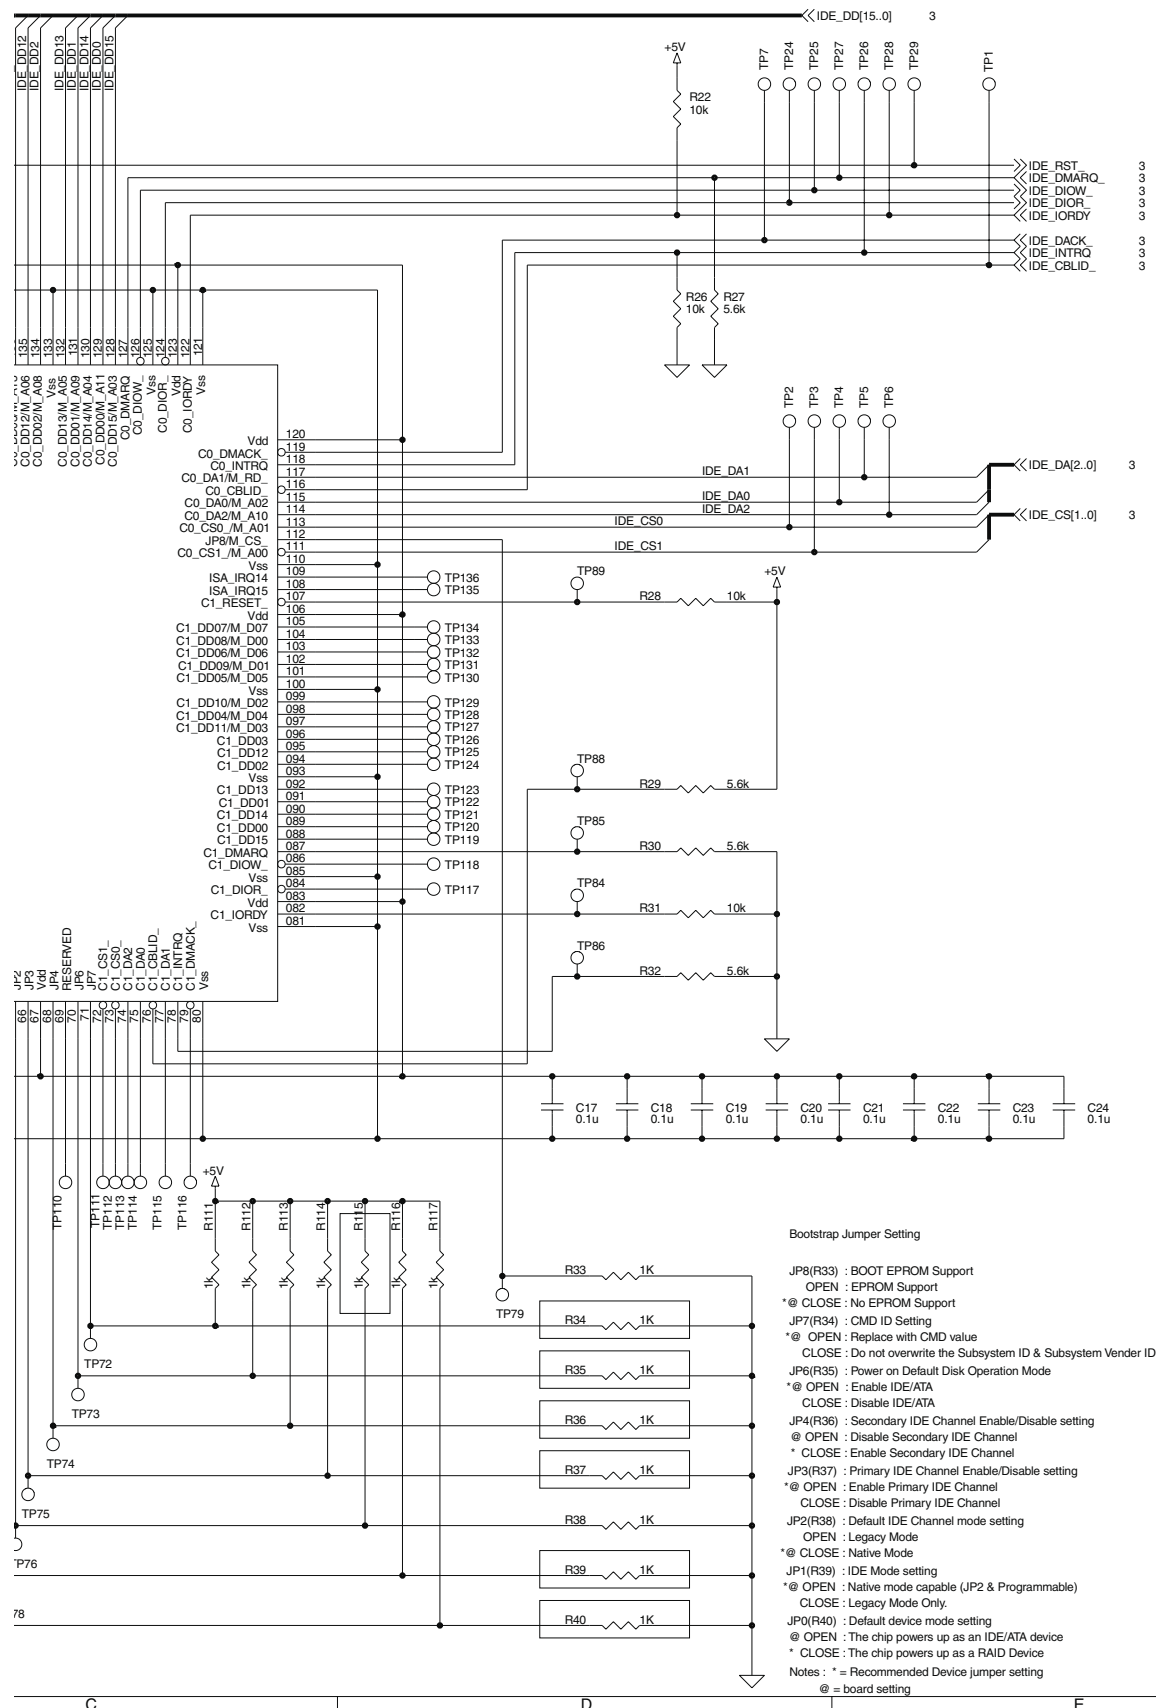 IDE_DD[15..0] 3
IDE_DD12
IDE_DD2
IDE_DD13
IDE_DD1
IDE_DD14
IDE_DD0
IDE_DD15
+5V
TP7
TP24
TP25
TP27
TP26
TP28
TP29
TP1
R22
10k
IDE_RST_ 3
IDE_DMARQ_ 3
IDE_DIOW_ 3
IDE_DIOR_ 3
IDE_IORDY 3
IDE_DACK_ 3
IDE_INTRQ 3
IDE_CBLID_ 3
R26
10k
R27
5.6k
135
134
133
132
131
130
129
128
127
126
125
124
123
122
121
C0_DD12/M_A06
C0_DD02/M_A08
Vss
C0_DD13/M_A05
C0_DD01/M_A09
C0_DD14/M_A04
C0_DD00/M_A11
C0_DD15/M_A03
C0_DMARQ
C0_DIOW_
Vss
C0_DIOR_
Vdd
C0_IORDY
Vss
TP2
TP3
TP4
TP5
TP6
Vdd 120
C0_DMACK_ 119
C0_INTRQ 118
C0_DA1/M_RD_ 117 IDE_DA1
C0_CBLID_ 116
C0_DA0/M_A02 115 IDE_DA0
C0_DA2/M_A10 114 IDE_DA2
C0_CS0_/M_A01 113 IDE_CS0
JP8/M_CS_ 112
C0_CS1_/M_A00 111 IDE_CS1
IDE_DA[2..0] 3
IDE_CS[1..0] 3
Vss 110
ISA_IRQ14 109 TP136
ISA_IRQ15 108 TP135
C1_RESET_ 107 TP89 R28 10k +5V
Vdd 106
C1_DD07/M_D07 105 TP134
C1_DD08/M_D00 104 TP133
C1_DD06/M_D06 103 TP132
C1_DD09/M_D01 102 TP131
C1_DD05/M_D05 101 TP130
Vss 100
C1_DD10/M_D02 099 TP129
C1_DD04/M_D04 098 TP128
C1_DD11/M_D03 097 TP127
C1_DD03 096 TP126
C1_DD12 095 TP125
C1_DD02 094 TP124
Vss 093
C1_DD13 092 TP123
C1_DD01 091 TP122
C1_DD14 090 TP121
C1_DD00 089 TP120
C1_DD15 088 TP119
C1_DMARQ 087
C1_DIOW_ 086 TP118
Vss 085
C1_DIOR_ 084 TP117
Vdd 083
C1_IORDY 082
Vss 081
TP88
R29 5.6k
TP85
R30 5.6k
TP84
R31 10k
TP86
R32 5.6k
JP2
JP3
Vdd
JP4
RESERVED
JP6
JP7
C1_CS1_
C1_CS0_
C1_DA2
C1_DA0
C1_CBLID_
C1_DA1
C1_INTRQ
C1_DMACK_
Vss
66
67
68
69
70
71
72
73
74
75
76
77
78
79
80
C17
0.1u
C18
0.1u
C19
0.1u
C20
0.1u
C21
0.1u
C22
0.1u
C23
0.1u
C24
0.1u
TP110
TP111
TP112
TP113
TP114
TP115
TP116
+5V
R111
1k
R112
1k
R113
1k
R114
1k
R115
1k
R116
1k
R117
1k
R33 1K
TP79
R34 1K
TP72
R35 1K
TP73
R36 1K
TP74
R37 1K
TP75
R38 1K
TP76
R39 1K
78
R40 1K
Bootstrap Jumper Setting
JP8(R33) : BOOT EPROM Support
OPEN : EPROM Support
*@ CLOSE : No EPROM Support
JP7(R34) : CMD ID Setting
*@ OPEN : Replace with CMD value
CLOSE : Do not overwrite the Subsystem ID & Subsystem Vender ID
JP6(R35) : Power on Default Disk Operation Mode
*@ OPEN : Enable IDE/ATA
CLOSE : Disable IDE/ATA
JP4(R36) : Secondary IDE Channel Enable/Disable setting
@ OPEN : Disable Secondary IDE Channel
* CLOSE : Enable Secondary IDE Channel
JP3(R37) : Primary IDE Channel Enable/Disable setting
*@ OPEN : Enable Primary IDE Channel
CLOSE : Disable Primary IDE Channel
JP2(R38) : Default IDE Channel mode setting
OPEN : Legacy Mode
*@ CLOSE : Native Mode
JP1(R39) : IDE Mode setting
*@ OPEN : Native mode capable (JP2 & Programmable)
CLOSE : Legacy Mode Only.
JP0(R40) : Default device mode setting
@ OPEN : The chip powers up as an IDE/ATA device
* CLOSE : The chip powers up as a RAID Device
Notes : * = Recommended Device jumper setting
@ = board setting
C D